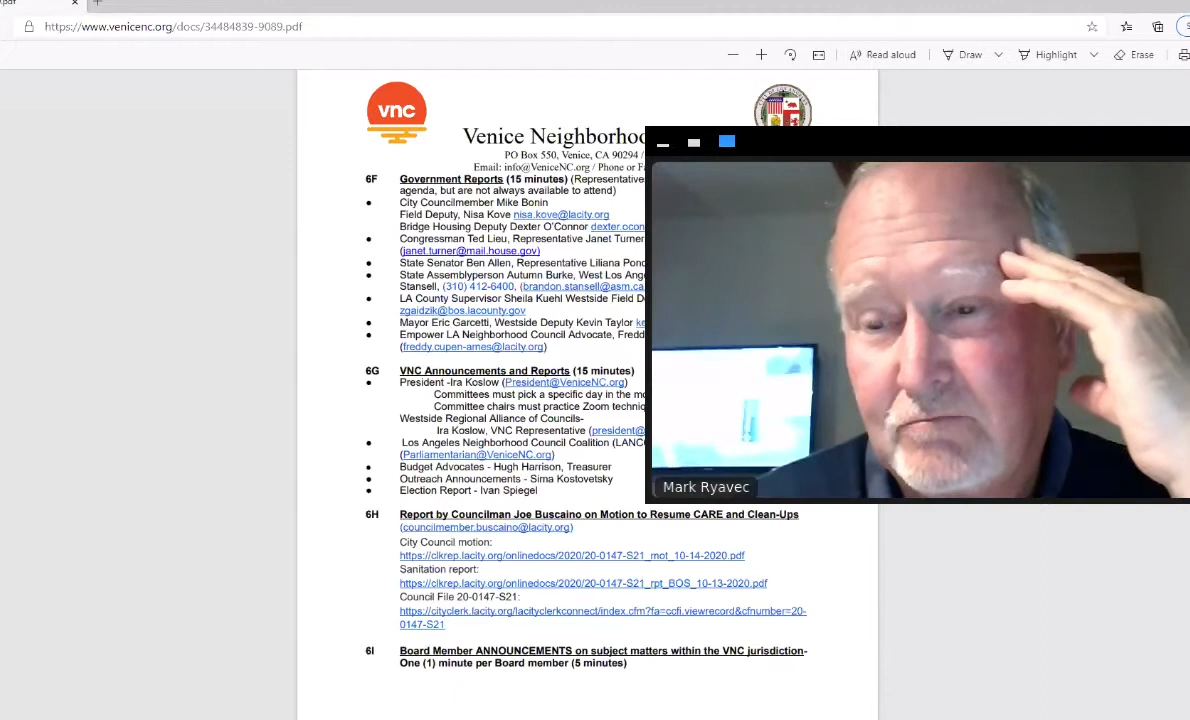 .pdf
https://www.venicenc.org/docs/34484839-9089.pdf
Read aloud
Draw
Highlight
Erase
vnc
Venice Neighborhoo
PO Box 550, Venice, CA 90294 /
Email: info@VeniceNC.org / Phone or F
6F Government Reports (15 minutes) (Representatives
agenda, but are not always available to attend)
● City Councilmember Mike Bonin
Field Deputy, Nisa Kove nisa.kove@lacity.org
Bridge Housing Deputy Dexter O'Connor dexter.ocon
● Congressman Ted Lieu, Representative Janet Turner
(janet.turner@mail.house.gov)
● State Senator Ben Allen, Representative Liliana Pono
● State Assemblyperson Autumn Burke, West Los Ange
Stansell, (310) 412-6400, (brandon.stansell@asm.ca
● LA County Supervisor Sheila Kuehl Westside Field D
zgaidzik@bos.lacounty.gov
● Mayor Eric Garcetti, Westside Deputy Kevin Taylor ke
● Empower LA Neighborhood Council Advocate, Fredd
(freddy.cupen-ames@lacity.org)
6G VNC Announcements and Reports (15 minutes)
● President -Ira Koslow (President@VeniceNC.org)
Committees must pick a specific day in the mo
Committee chairs must practice Zoom techniq
Westside Regional Alliance of Councils-
Ira Koslow, VNC Representative (president@
● Los Angeles Neighborhood Council Coalition (LANCC
(Parliamentarian@VeniceNC.org)
● Budget Advocates - Hugh Harrison, Treasurer
● Outreach Announcements - Sima Kostovetsky
● Election Report - Ivan Spiegel
Mark Ryavec
6H Report by Councilman Joe Buscaino on Motion to Resume CARE and Clean-Ups
(councilmember.buscaino@lacity.org)
City Council motion:
https://clkrep.lacity.org/onlinedocs/2020/20-0147-S21_mot_10-14-2020.pdf
Sanitation report:
https://clkrep.lacity.org/onlinedocs/2020/20-0147-S21_rpt_BOS_10-13-2020.pdf
Council File 20-0147-S21:
https://cityclerk.lacity.org/lacityclerkconnect/index.cfm?fa=ccfi.viewrecord&cfnumber=20-
0147-S21
6I Board Member ANNOUNCEMENTS on subject matters within the VNC jurisdiction-
One (1) minute per Board member (5 minutes)